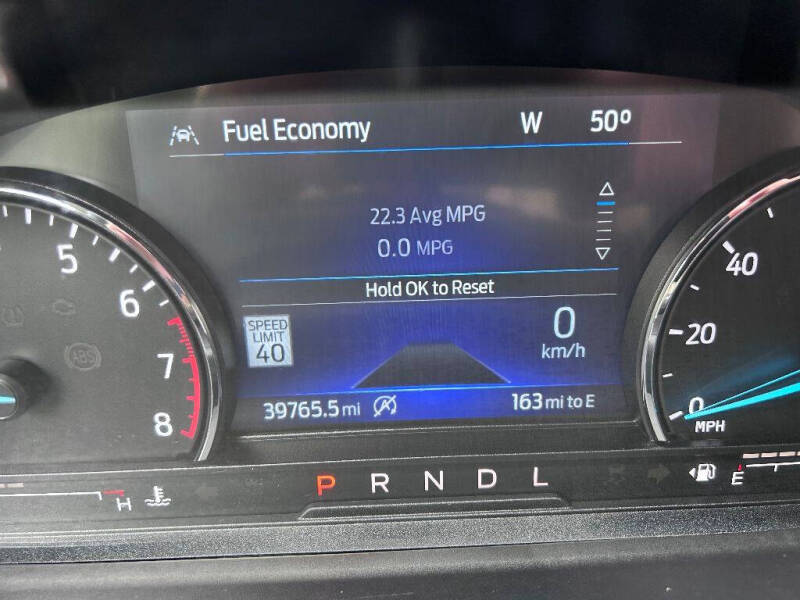 Fuel Economy W 50°
22.3 Avg MPG
0.0 MPG
Hold OK to Reset
SPEED
LIMIT
40
0
km/h
39765.5 mi
163 mi to E
5
6
7
8
ABS
40
20
0
MPH
H
P R N D L
E